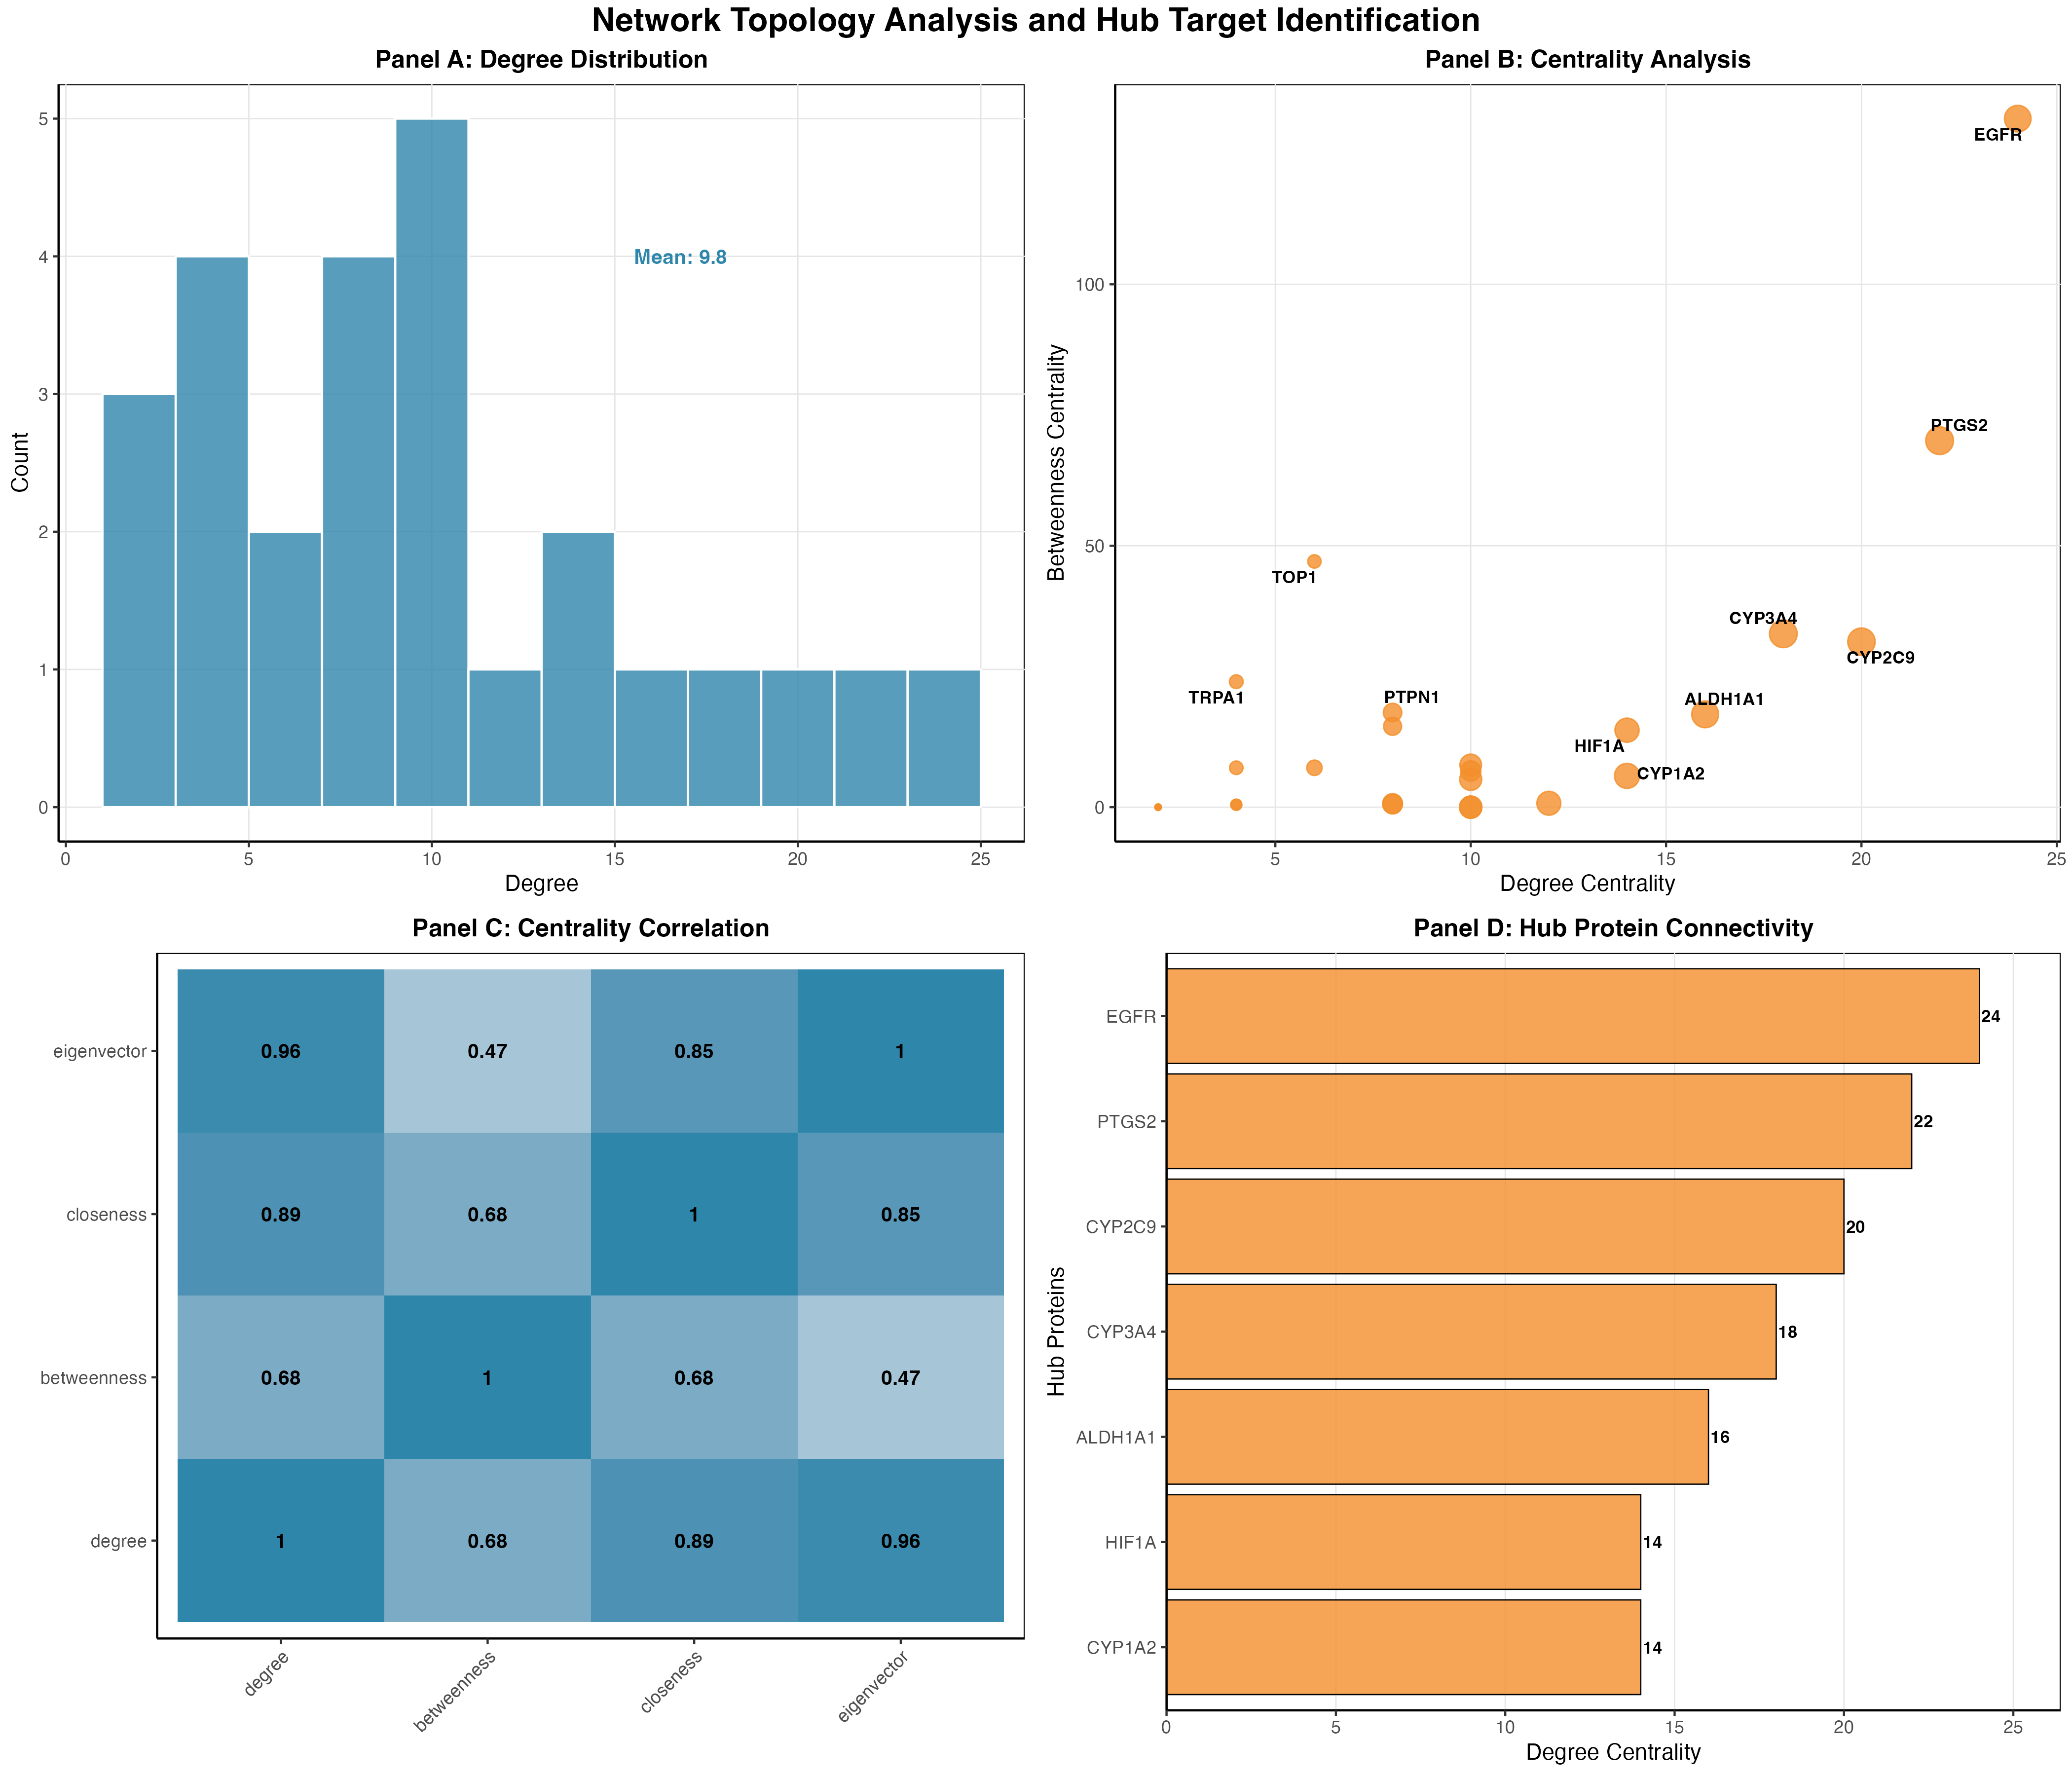 Network Topology Analysis and Hub Target Identification
Panel A: Degree Distribution
5
4
3
2
1
0
Count
Mean: 9.8
0 5 10 15 20 25
Degree
Panel B: Centrality Analysis
100
50
0
Betweenness Centrality
EGFR
PTGS2
TOP1
CYP3A4
CYP2C9
TRPA1
PTPN1
ALDH1A1
HIF1A
CYP1A2
5 10 15 20 25
Degree Centrality
Panel C: Centrality Correlation
eigenvector 0.96 0.47 0.85 1
closeness 0.89 0.68 1 0.85
betweenness 0.68 1 0.68 0.47
degree 1 0.68 0.89 0.96
degree betweenness closeness eigenvector
Panel D: Hub Protein Connectivity
Hub Proteins
EGFR 24
PTGS2 22
CYP2C9 20
CYP3A4 18
ALDH1A1 16
HIF1A 14
CYP1A2 14
0 5 10 15 20 25
Degree Centrality